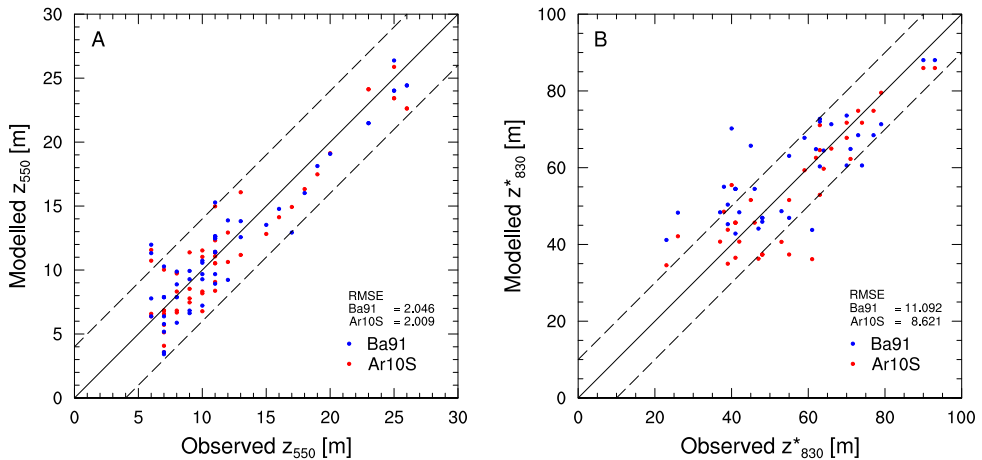 A
Modelled z550 [m]
30
25
20
15
10
5
0
RMSE
Ba91 = 2.046
Ar10S = 2.009
Ba91
Ar10S
0 5 10 15 20 25 30
Observed z550 [m]
B
Modelled z*830 [m]
100
80
60
40
20
0
RMSE
Ba91 = 11.092
Ar10S = 8.621
Ba91
Ar10S
0 20 40 60 80 100
Observed z*830 [m]